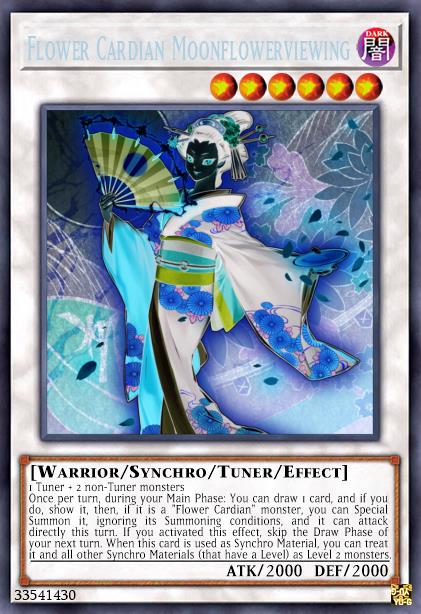 Flower Cardian Moonflowerviewing
DARK
闇
[Warrior/Synchro/Tuner/Effect]
1 Tuner + 2 non-Tuner monsters
Once per turn, during your Main Phase: You can draw 1 card, and if you
do, show it, then, if it is a "Flower Cardian" monster, you can Special
Summon it, ignoring its Summoning conditions, and it can attack
directly this turn. If you activated this effect, skip the Draw Phase of
your next turn. When this card is used as Synchro Material, you can treat
it and all other Synchro Materials (that have a Level) as Level 2 monsters.
ATK/2000 DEF/2000
33541430